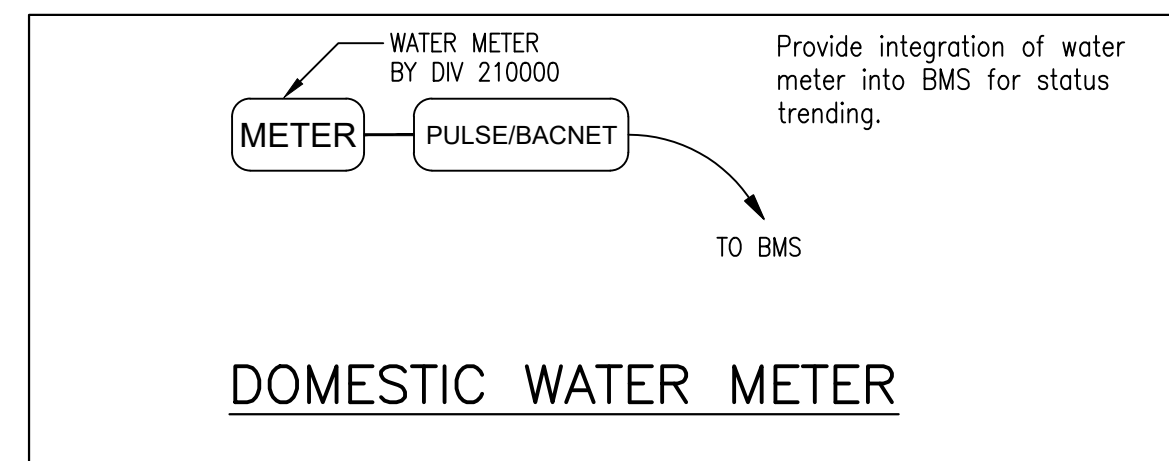 WATER METER
BY DIV 210000
Provide integration of water
meter into BMS for status
trending.
METER
PULSE/BACNET
TO BMS
DOMESTIC WATER METER